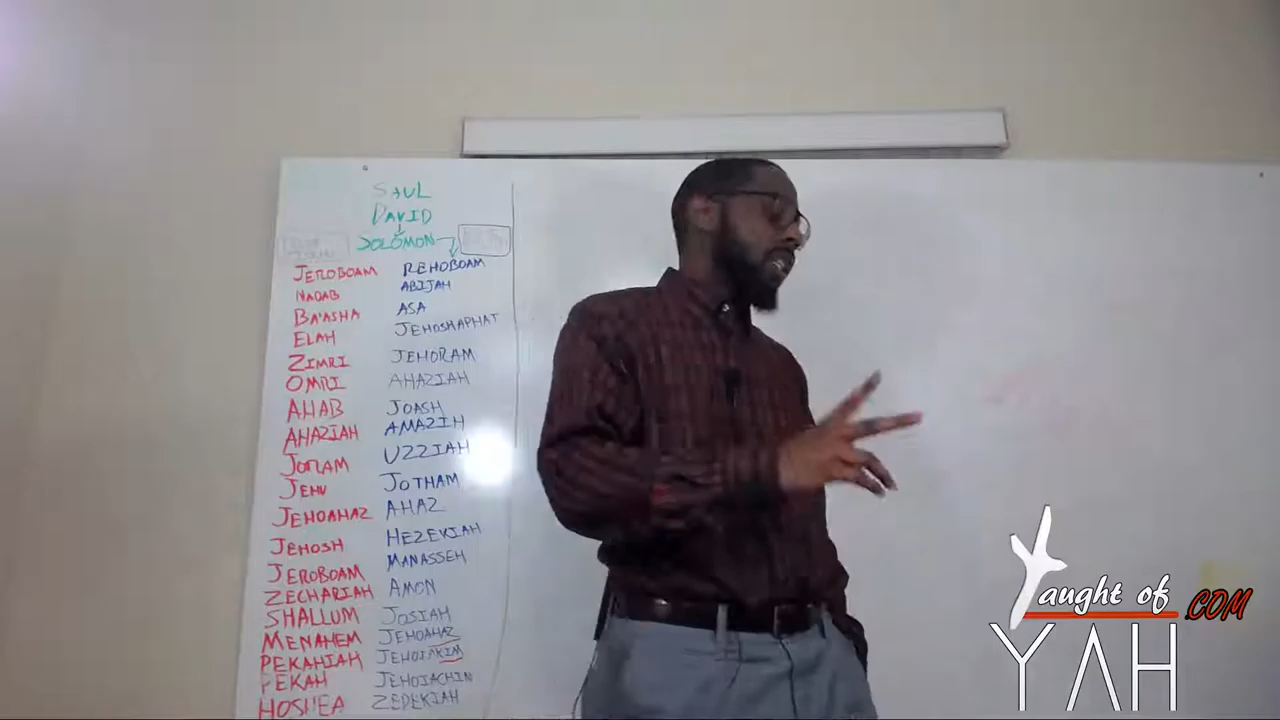 SAUL
DAVID
SOLOMON
JEROBOAM
NADAB
BA'ASHA
ELAH
ZIMRI
OMRI
AHAB
AHAZIAH
JORAM
JEHU
JEHOAHAZ
JEHOSH
JEROBOAM
ZECHARIAH
SHALLUM
MENAHEM
PEKAHIAH
PEKAH
HOSHEA
REHOBOAM
ABIJAH
ASA
JEHOSHAPHAT
JEHORAM
AHAZIAH
JOASH
AMAZIH
UZZIAH
JOTHAM
AHAZ
HEZEKIAH
MANASSEH
AMON
JOSIAH
JEHOAHAZ
JEHOIAKIM
JEHOIACHIN
ZEDEKIAH
Taught of .COM
YAH